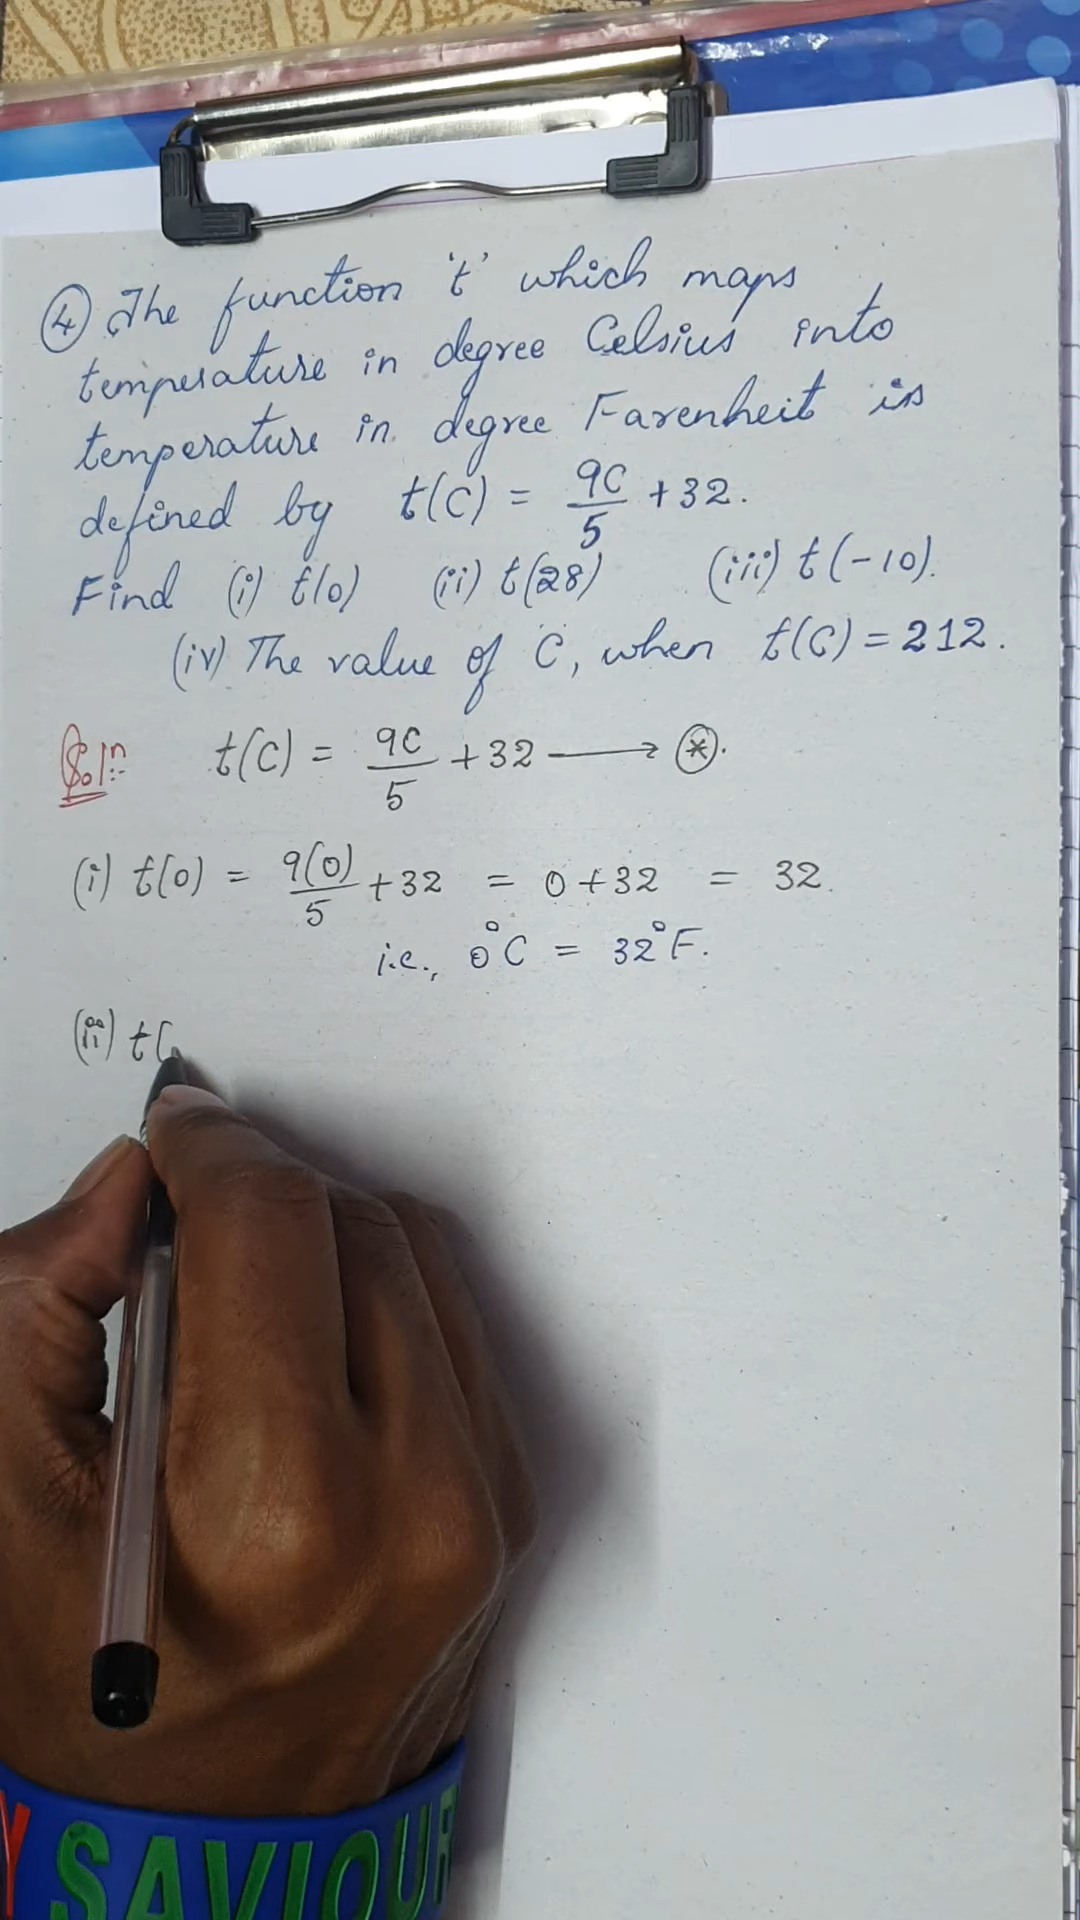 ④ The function 't' which maps
temperature in degree Celsius into
temperature in degree Farenheit is
defined by t(C) = 9C/5 + 32.
Find (i) t(0) (ii) t(28) (iii) t(-10).
(iv) The value of C, when t(C) = 212.
Soln:- t(C) = 9C/5 + 32 ⟶ ⊛.
(i) t(0) = 9(0)/5 + 32 = 0 + 32 = 32.
i.e., 0°C = 32°F.
(ii) t(
Y SAVIOUR